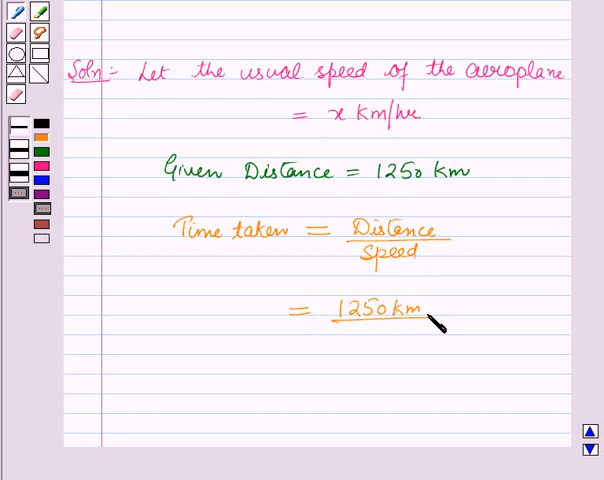 Soln:- Let the usual speed of the aeroplane
= x km/hr
Given Distance = 1250 km
Time taken = Distance
Speed
= 1250 km